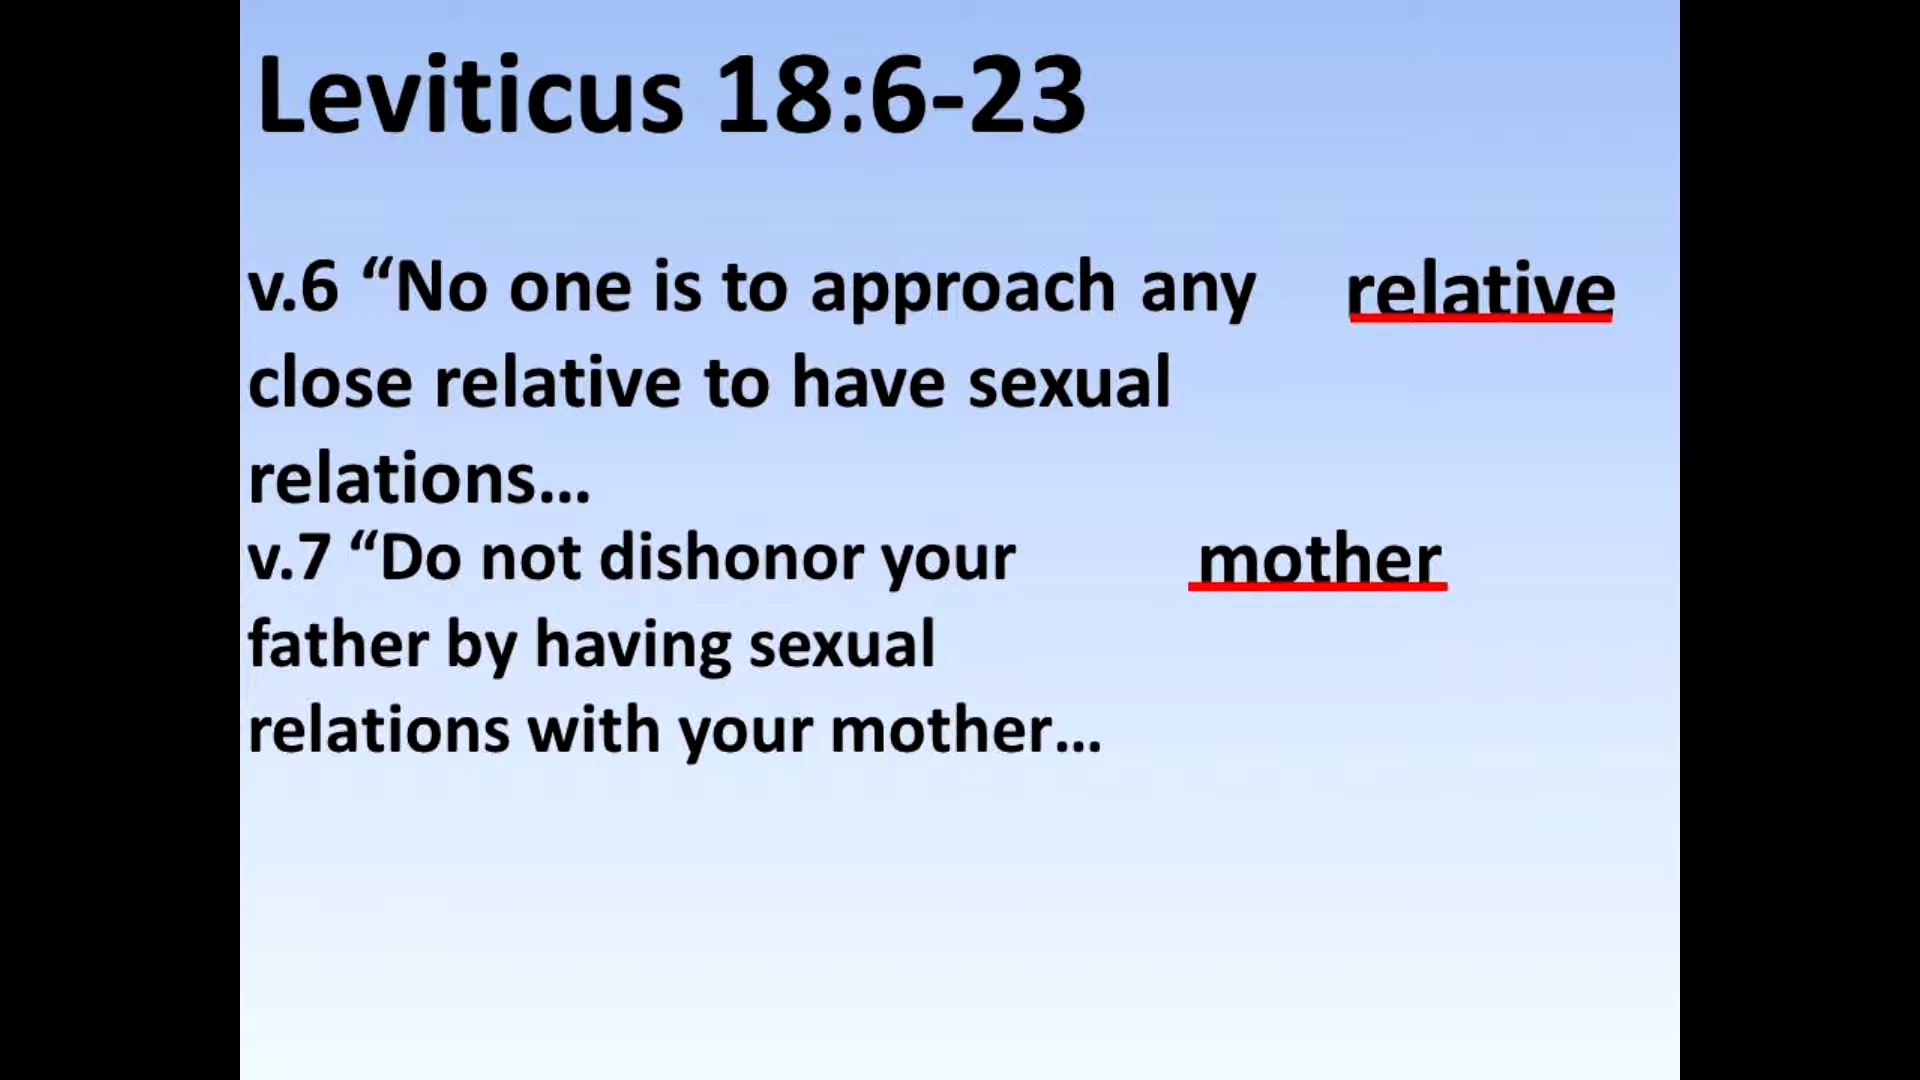 Leviticus 18:6-23
v.6 “No one is to approach any
close relative to have sexual
relations...
relative
v.7 “Do not dishonor your
father by having sexual
relations with your mother...
mother